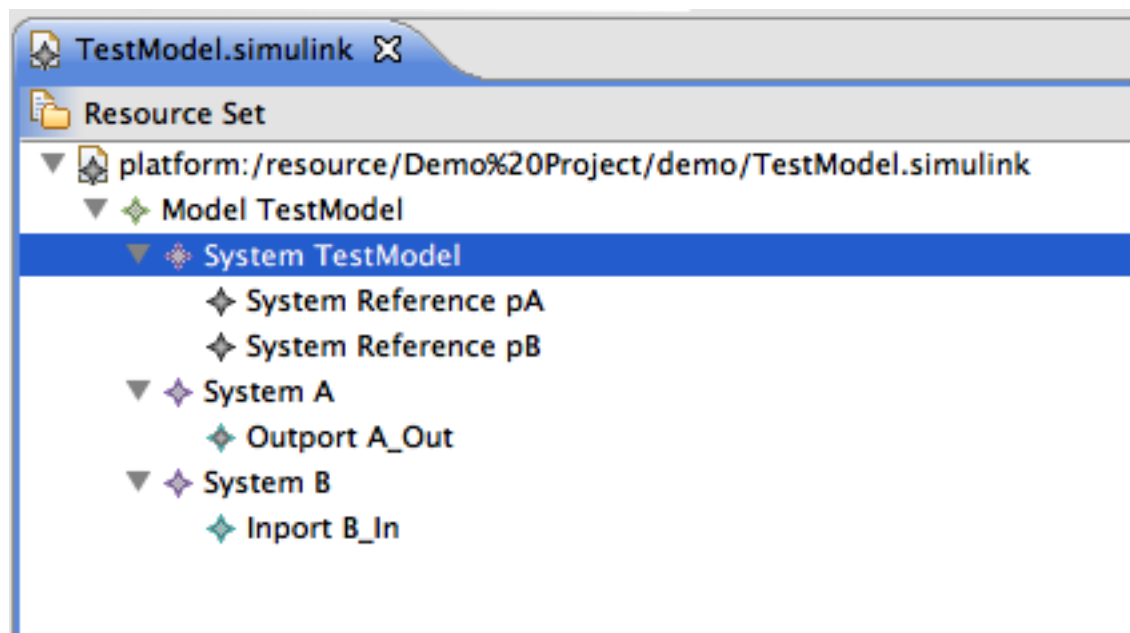 TestModel.simulink
Resource Set
platform:/resource/Demo%20Project/demo/TestModel.simulink
Model TestModel
System TestModel
System Reference pA
System Reference pB
System A
Outport A_Out
System B
Inport B_In